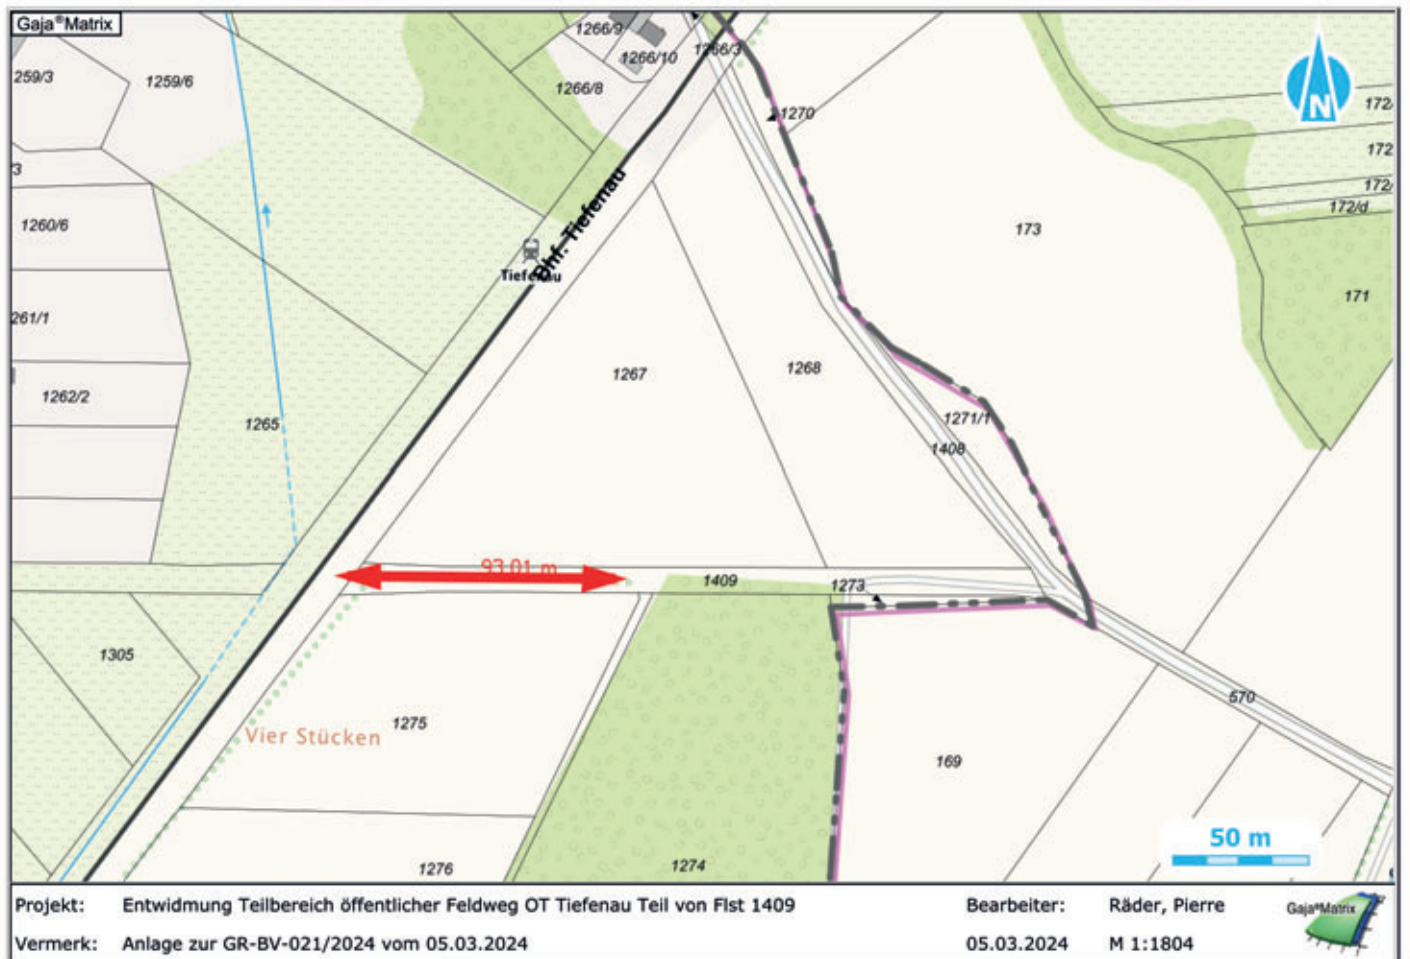 Gaja®Matrix
1266/9
1266/10
1266/3
259/3
1259/6
1266/8
1270
172/
172
172/
172/d
3
1260/6
173
Bhf. Tiefenau
Tiefenau
171
261/1
1267
1268
1262/2
1265
1271/1
1408
93.01 m
1409
1273
1305
1275
Vier Stücken
670
169
50 m
1276
1274
Projekt: Entwidmung Teilbereich öffentlicher Feldweg OT Tiefenau Teil von Flst 1409 Bearbeiter: Räder, Pierre
Vermerk: Anlage zur GR-BV-021/2024 vom 05.03.2024 05.03.2024 M 1:1804
Gaja®Matrix
N